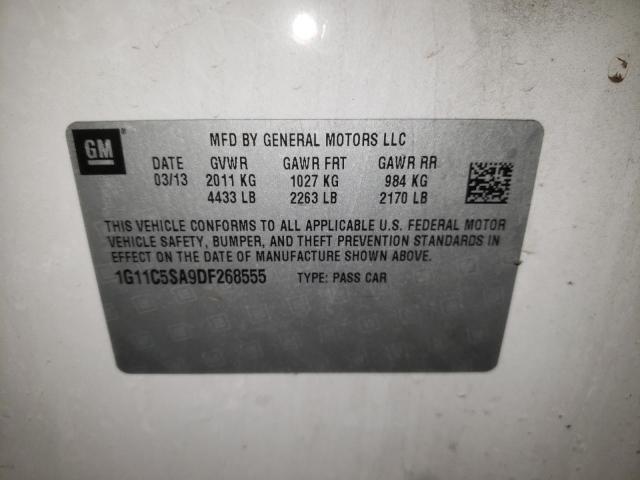 GM
MFD BY GENERAL MOTORS LLC
DATE GVWR GAWR FRT GAWR RR
03/13 2011 KG 1027 KG 984 KG
4433 LB 2263 LB 2170 LB
THIS VEHICLE CONFORMS TO ALL APPLICABLE U.S. FEDERAL MOTOR
VEHICLE SAFETY, BUMPER, AND THEFT PREVENTION STANDARDS IN
EFFECT ON THE DATE OF MANUFACTURE SHOWN ABOVE.
1G11C5SA9DF268555 TYPE: PASS CAR